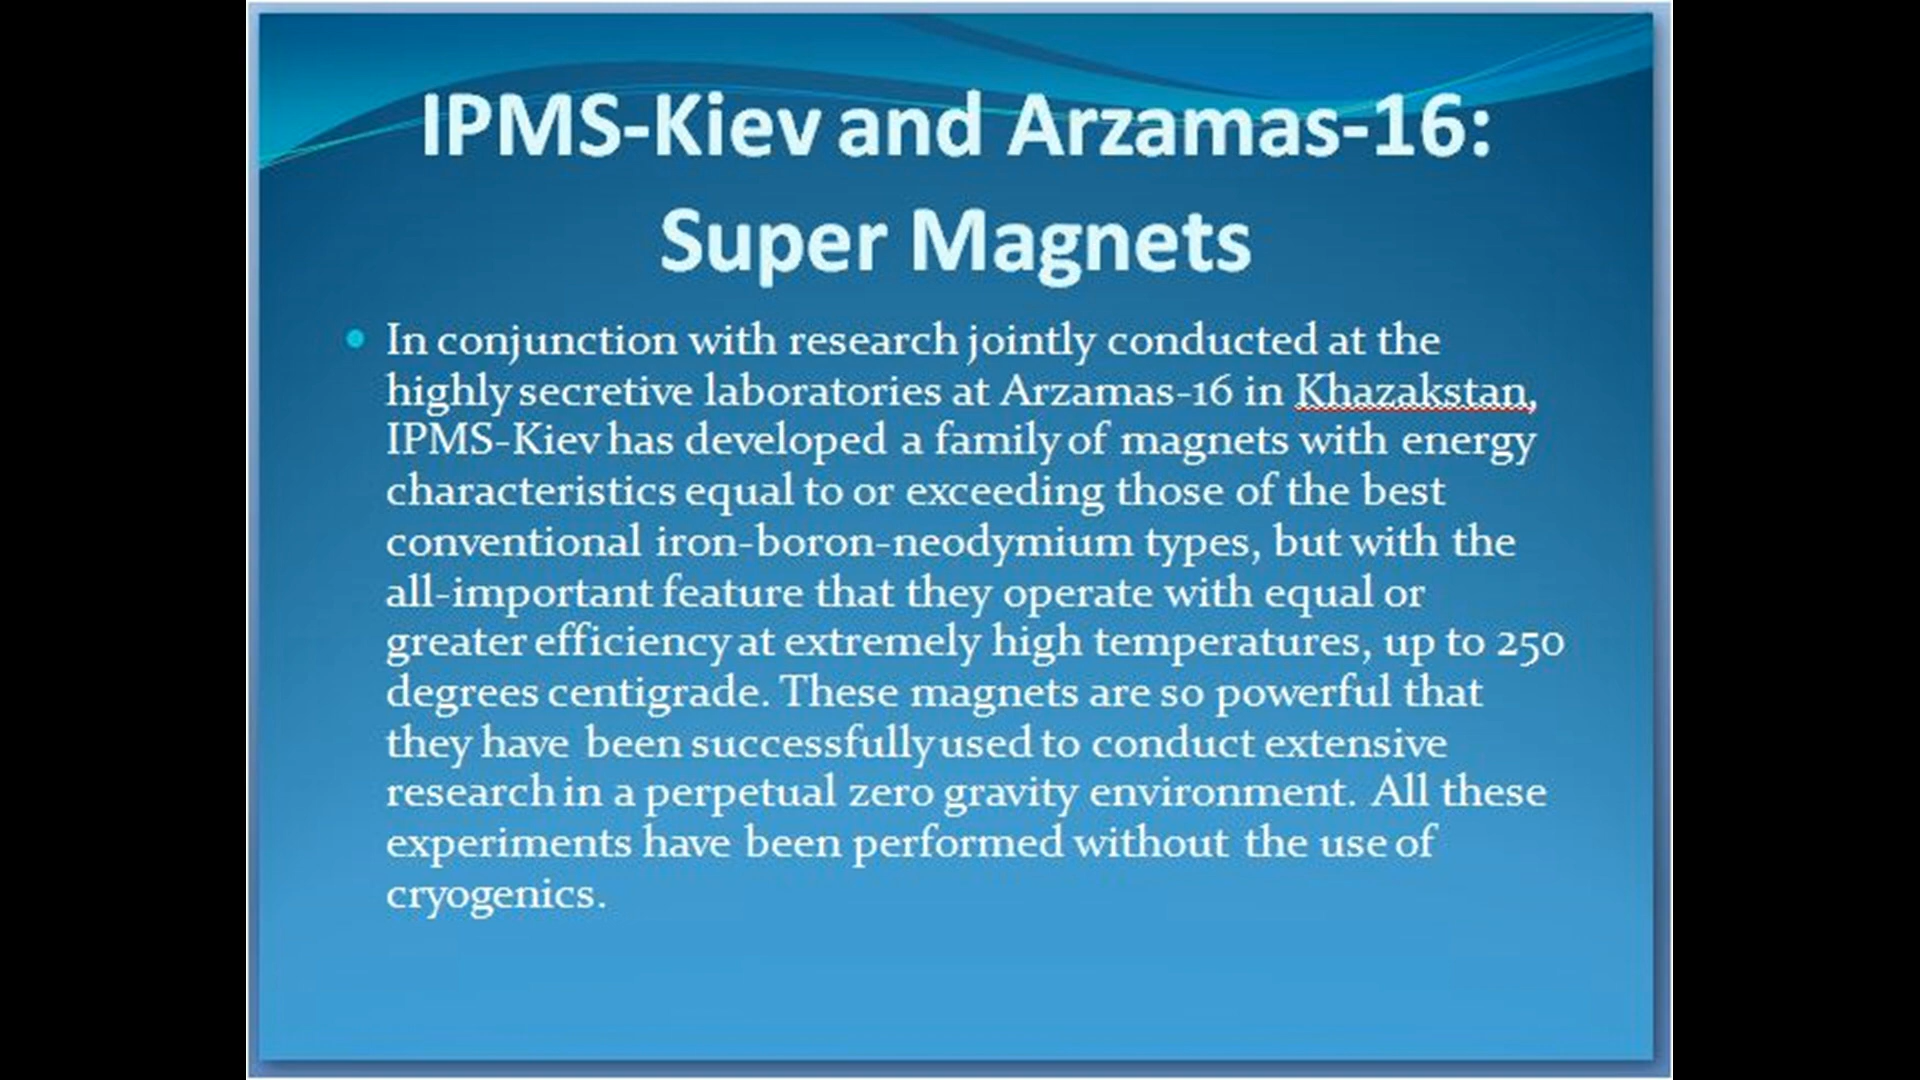 IPMS-Kiev and Arzamas-16:
Super Magnets
In conjunction with research jointly conducted at the
highly secretive laboratories at Arzamas-16 in Khazakstan,
IPMS-Kiev has developed a family of magnets with energy
characteristics equal to or exceeding those of the best
conventional iron-boron-neodymium types, but with the
all-important feature that they operate with equal or
greater efficiency at extremely high temperatures, up to 250
degrees centigrade. These magnets are so powerful that
they have been successfully used to conduct extensive
research in a perpetual zero gravity environment. All these
experiments have been performed without the use of
cryogenics.